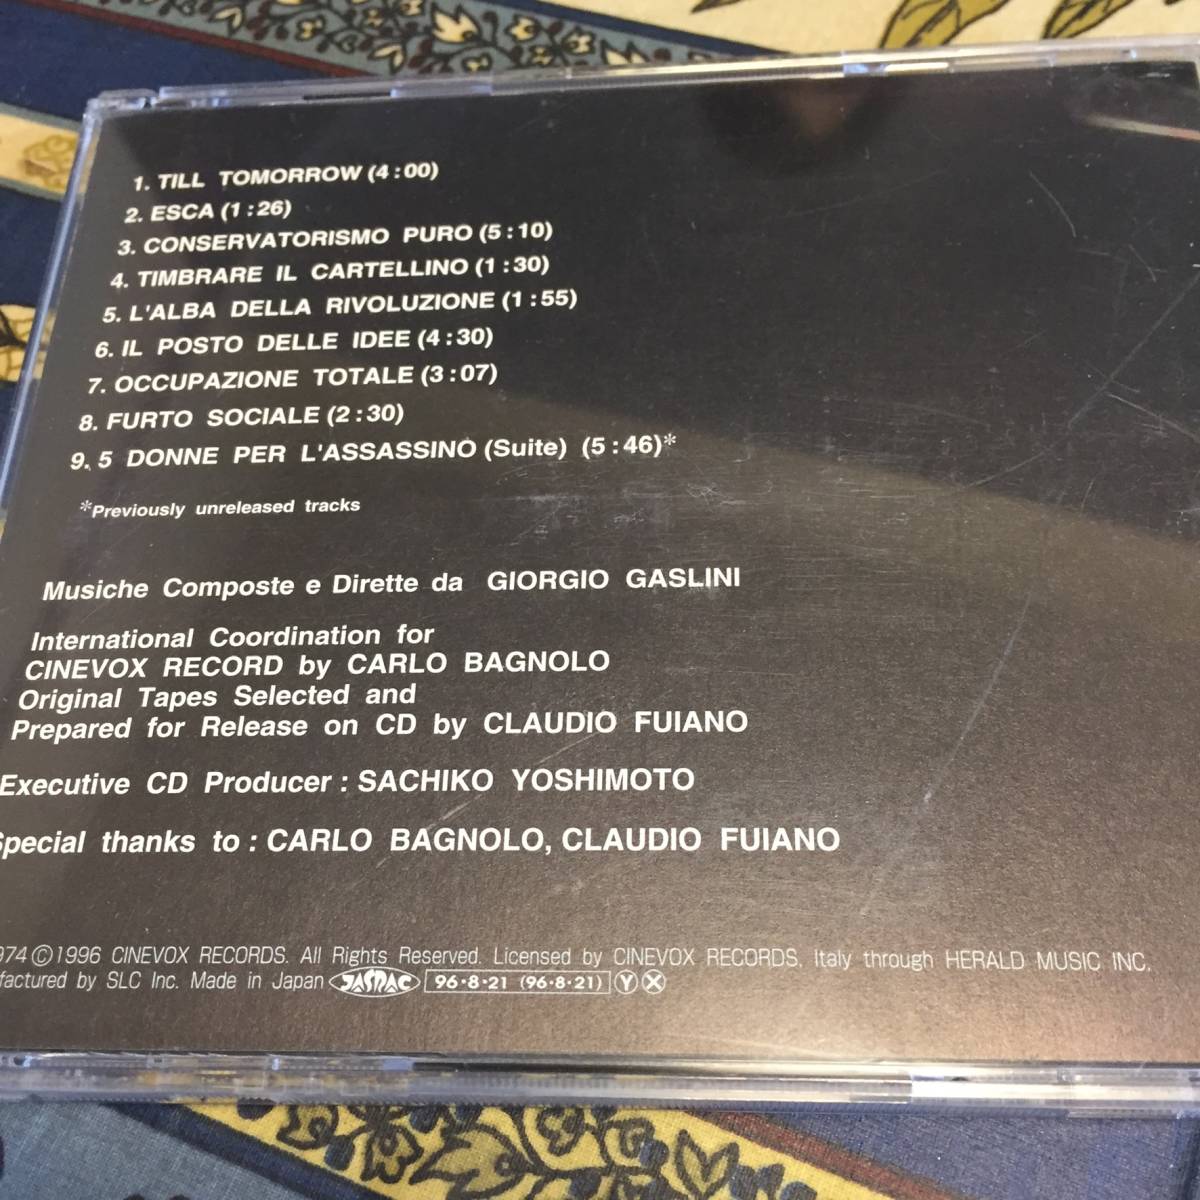 1. TILL TOMORROW (4:00)
2. ESCA (1:26)
3. CONSERVATORISMO PURO (5:10)
4. TIMBRARE IL CARTELLINO (1:30)
5. L'ALBA DELLA RIVOLUZIONE (1:55)
6. IL POSTO DELLE IDEE (4:30)
7. OCCUPAZIONE TOTALE (3:07)
8. FURTO SOCIALE (2:30)
9. 5 DONNE PER L'ASSASSINO (Suite) (5:46)*
*Previously unreleased tracks
Musiche Composte e Dirette da GIORGIO GASLINI
International Coordination for
CINEVOX RECORD by CARLO BAGNOLO
Original Tapes Selected and
Prepared for Release on CD by CLAUDIO FUIANO
Executive CD Producer : SACHIKO YOSHIMOTO
Special thanks to : CARLO BAGNOLO, CLAUDIO FUIANO
974 ©1996 CINEVOX RECORDS. All Rights Reserved. Licensed by CINEVOX RECORDS. Italy through HERALD MUSIC INC.
factured by SLC Inc. Made in Japan JASRAC 96·8·21 (96·8·21) Ⓨ Ⓧ